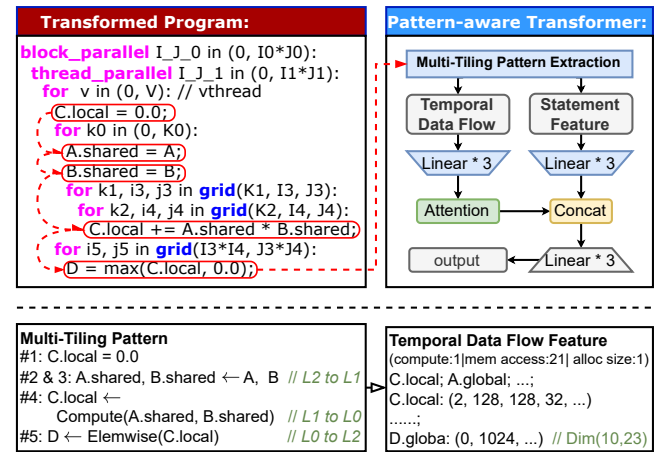 Transformed Program:
block_parallel I_J_0 in (0, I0*J0):
thread_parallel I_J_1 in (0, I1*J1):
for v in (0, V): // vthread
C.local = 0.0;
for k0 in (0, K0):
A.shared = A;
B.shared = B;
for k1, i3, j3 in grid(K1, I3, J3):
for k2, i4, j4 in grid(K2, I4, J4):
C.local += A.shared * B.shared;
for i5, j5 in grid(I3*I4, J3*J4):
D = max(C.local, 0.0);
Pattern-aware Transformer:
Multi-Tiling Pattern Extraction
Temporal
Data Flow
Statement
Feature
Linear * 3
Linear * 3
Attention
Concat
output
Linear * 3
Multi-Tiling Pattern
#1: C.local = 0.0
#2 & 3: A.shared, B.shared ← A, B // L2 to L1
#4: C.local ←
Compute(A.shared, B.shared) // L1 to L0
#5: D ← Elemwise(C.local) // L0 to L2
Temporal Data Flow Feature
(compute:1|mem access:21| alloc size:1)
C.local; A.global; ...;
C.local: (2, 128, 128, 32, ...)
......;
D.globa: (0, 1024, ...) // Dim(10,23)